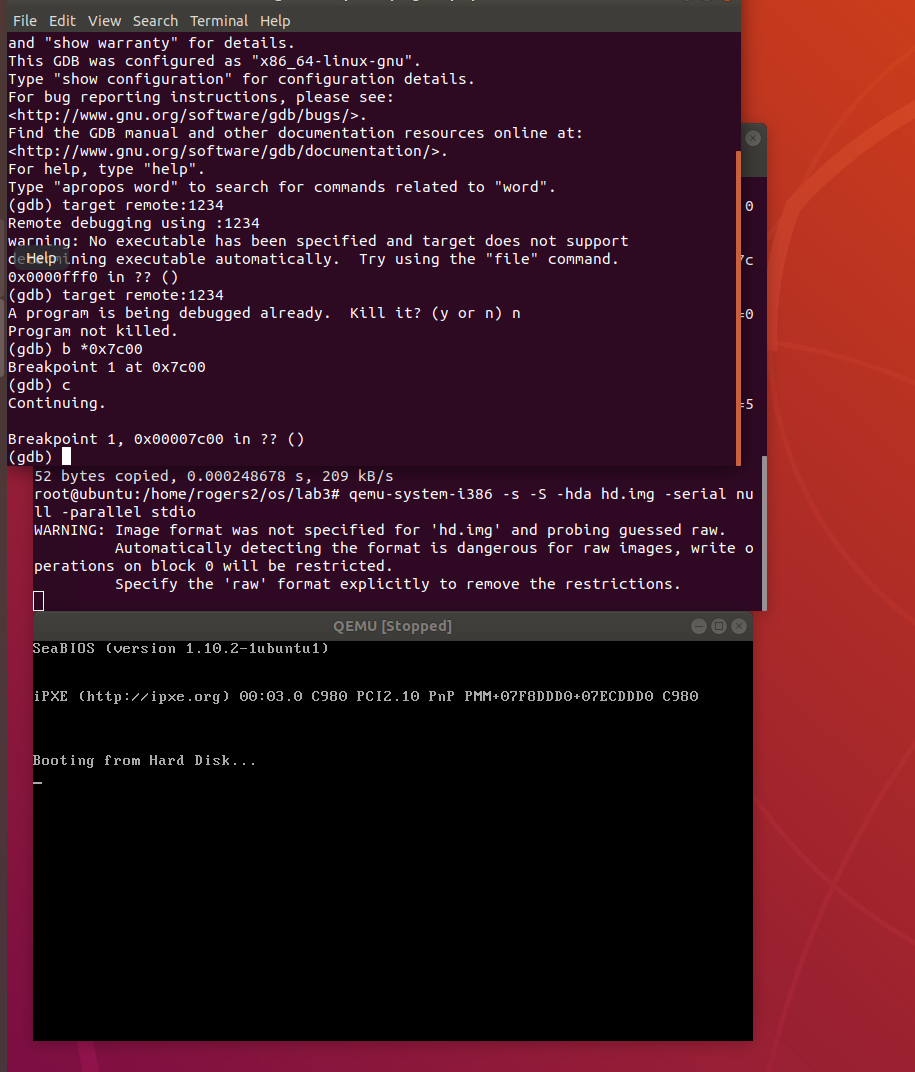 File Edit View Search Terminal Help
and "show warranty" for details.
This GDB was configured as "x86_64-linux-gnu".
Type "show configuration" for configuration details.
For bug reporting instructions, please see:
<http://www.gnu.org/software/gdb/bugs/>.
Find the GDB manual and other documentation resources online at:
<http://www.gnu.org/software/gdb/documentation/>.
For help, type "help".
Type "apropos word" to search for commands related to "word".
(gdb) target remote:1234
Remote debugging using :1234
warning: No executable has been specified and target does not support
Help
determining executable automatically.  Try using the "file" command.
0x0000fff0 in ?? ()
(gdb) target remote:1234
A program is being debugged already.  Kill it? (y or n) n
Program not killed.
(gdb) b *0x7c00
Breakpoint 1 at 0x7c00
(gdb) c
Continuing.
Breakpoint 1, 0x00007c00 in ?? ()
(gdb)
0
7c
=0
=5
52 bytes copied, 0.000248678 s, 209 kB/s
root@ubuntu:/home/rogers2/os/lab3# qemu-system-i386 -s -S -hda hd.img -serial nu
ll -parallel stdio
WARNING: Image format was not specified for 'hd.img' and probing guessed raw.
Automatically detecting the format is dangerous for raw images, write o
perations on block 0 will be restricted.
Specify the 'raw' format explicitly to remove the restrictions.
QEMU [Stopped]
SeaBIOS (version 1.10.2-1ubuntu1)
iPXE (http://ipxe.org) 00:03.0 C980 PCI2.10 PnP PMM+07F8DDD0+07ECDDD0 C980
Booting from Hard Disk...